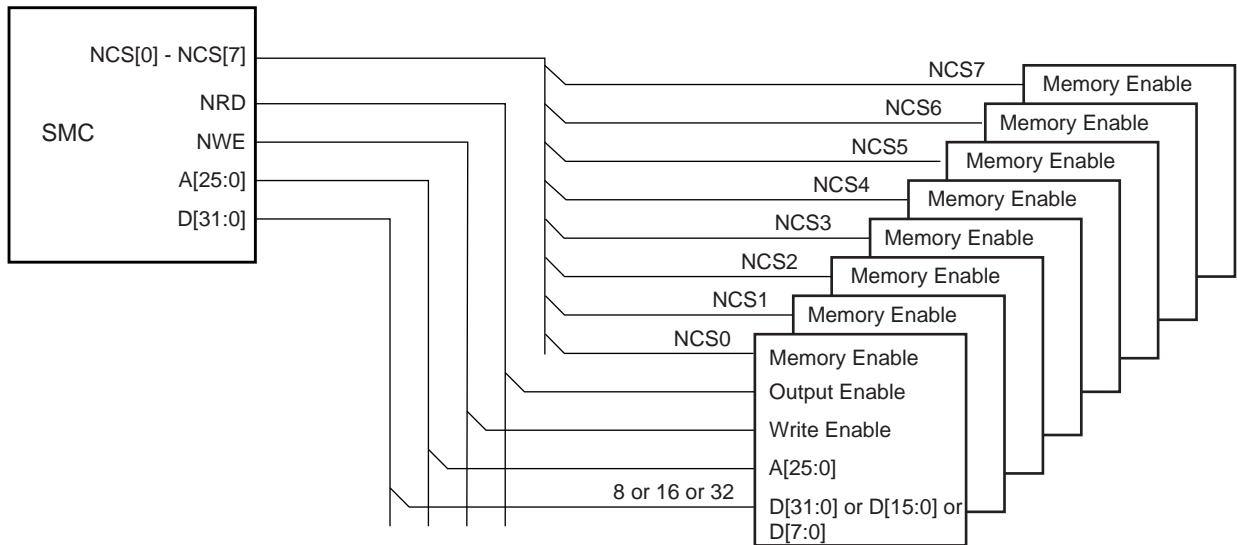 SMC
NCS[0] - NCS[7]
NRD
NWE
A[25:0]
D[31:0]
NCS7
Memory Enable
NCS6
Memory Enable
NCS5
Memory Enable
NCS4
Memory Enable
NCS3
Memory Enable
NCS2
Memory Enable
NCS1
Memory Enable
NCS0
Memory Enable
Output Enable
Write Enable
A[25:0]
8 or 16 or 32
D[31:0] or D[15:0] or
D[7:0]